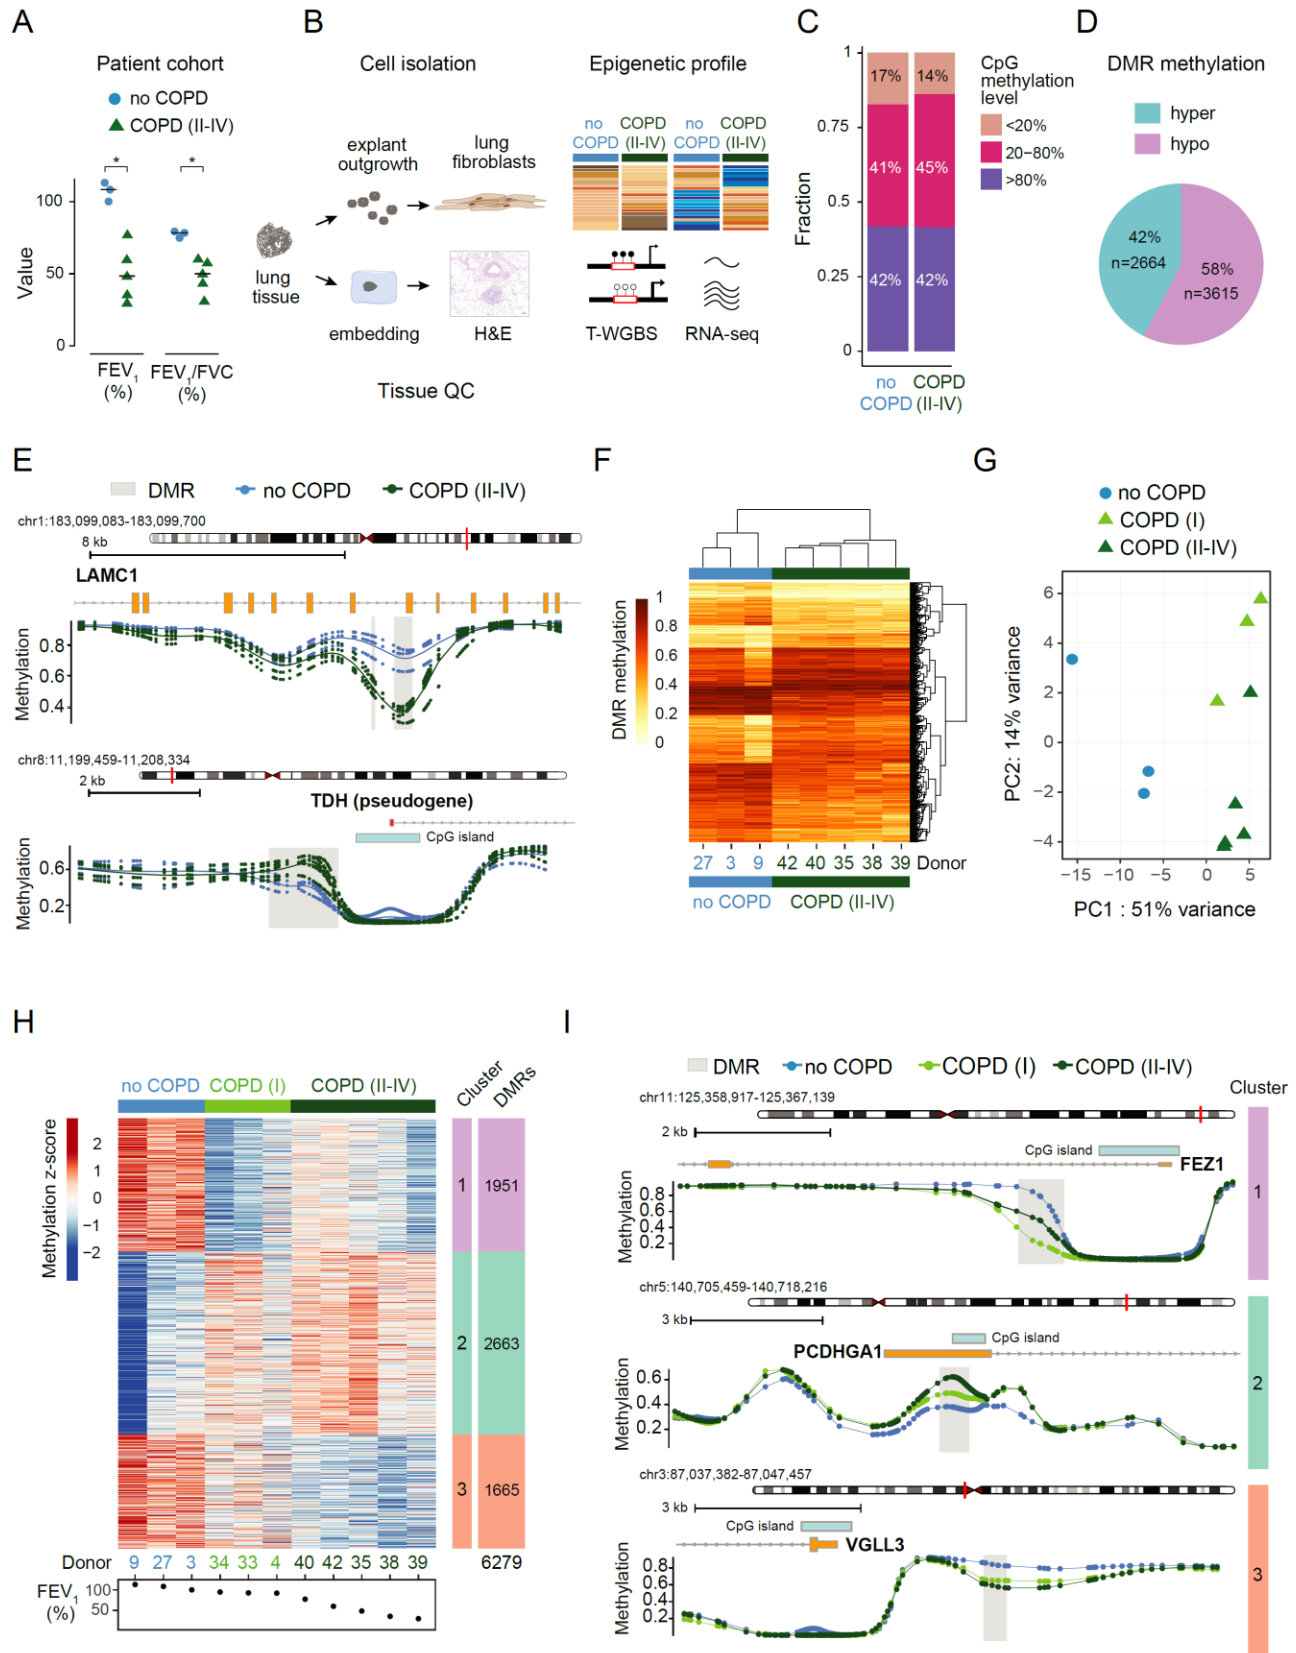 A
Patient cohort
no COPD
COPD (II-IV)
*
*
Value
100
50
0
FEV1
(%)
FEV1/FVC
(%)
B
Cell isolation
Epigenetic profile
explant
outgrowth
lung
fibroblasts
lung
tissue
embedding
H&E
Tissue QC
no
COPD
COPD
(II-IV)
no
COPD
COPD
(II-IV)
T-WGBS
RNA-seq
C
Fraction
1
0.75
0.5
0.25
0
17%
14%
41%
45%
42%
42%
no
COPD
COPD
(II-IV)
CpG
methylation
level
<20%
20–80%
>80%
D
DMR methylation
hyper
hypo
42%
n=2664
58%
n=3615
E
DMR
no COPD
COPD (II-IV)
chr1:183,099,083-183,099,700
8 kb
LAMC1
Methylation
0.8
0.6
0.4
chr8:11,199,459-11,208,334
2 kb
TDH (pseudogene)
CpG island
Methylation
0.6
0.2
F
DMR methylation
1
0.8
0.6
0.4
0.2
0
27 3 9 42 40 35 38 39 Donor
no COPD COPD (II-IV)
G
no COPD
COPD (I)
COPD (II-IV)
PC2: 14% variance
6
4
2
0
−2
−4
−15 −10 −5 0 5
PC1 : 51% variance
H
no COPD COPD (I) COPD (II-IV)
Cluster
DMRs
Methylation z-score
2
1
0
−1
−2
1 1951
2 2663
3 1665
Donor 9 27 3 34 33 4 40 42 35 38 39 6279
FEV1
(%)
100
50
I
DMR
no COPD
COPD (I)
COPD (II-IV)
Cluster
chr11:125,358,917-125,367,139
2 kb
CpG island
FEZ1
Methylation
0.8
0.6
0.4
0.2
1
chr5:140,705,459-140,718,216
3 kb
CpG island
PCDHGA1
Methylation
0.6
0.4
0.2
2
chr3:87,037,382-87,047,457
3 kb
CpG island
VGLL3
Methylation
0.8
0.6
0.4
0.2
3